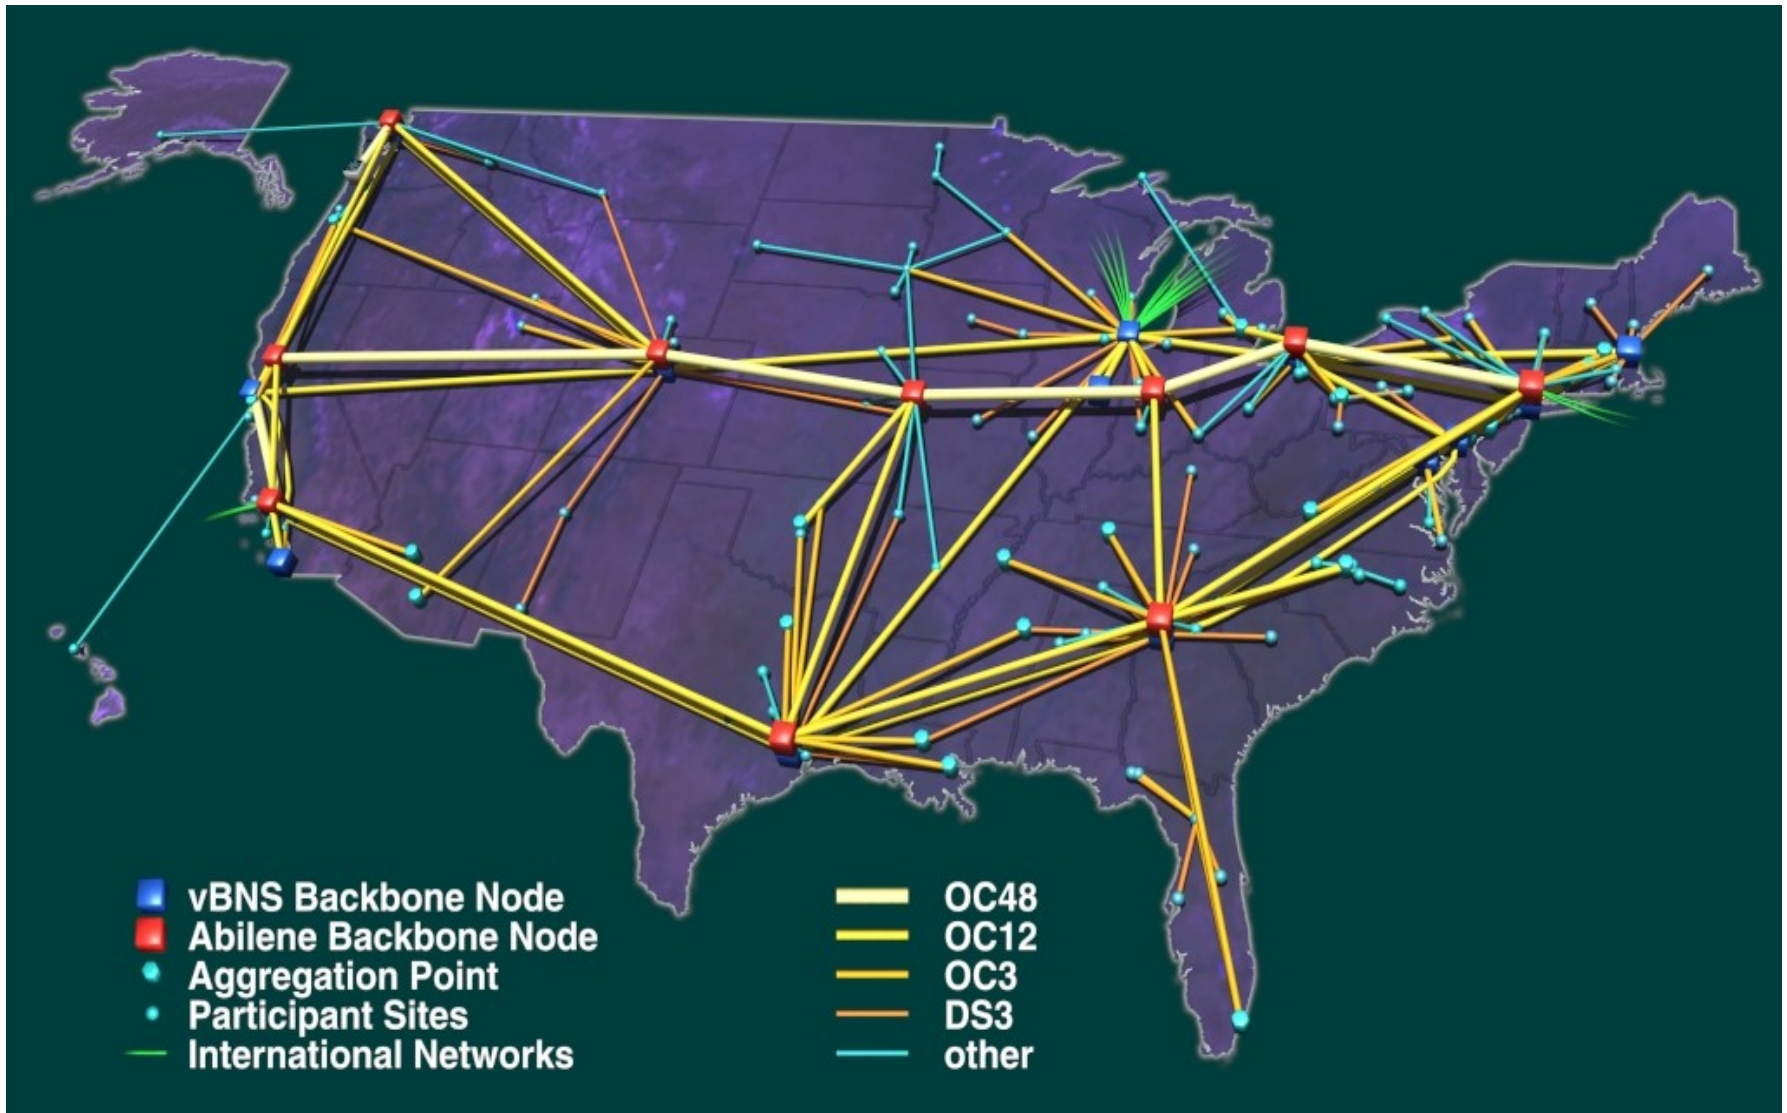 vBNS Backbone Node
Abilene Backbone Node
Aggregation Point
Participant Sites
International Networks
OC48
OC12
OC3
DS3
other